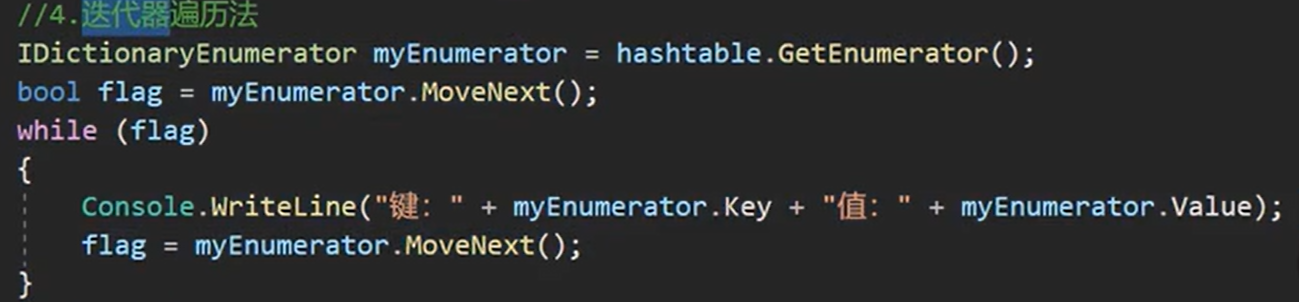 //4.迭代器遍历法
IDictionaryEnumerator myEnumerator = hashtable.GetEnumerator();
bool flag = myEnumerator.MoveNext();
while (flag)
{
    Console.WriteLine("键：" + myEnumerator.Key + "值：" + myEnumerator.Value);
    flag = myEnumerator.MoveNext();
}